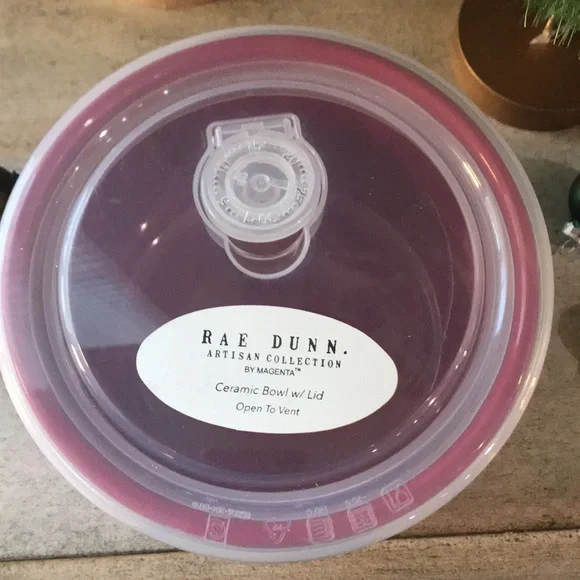 RAE DUNN.
ARTISAN COLLECTION
BY MAGENTA™
Ceramic Bowl w/ Lid
Open To Vent